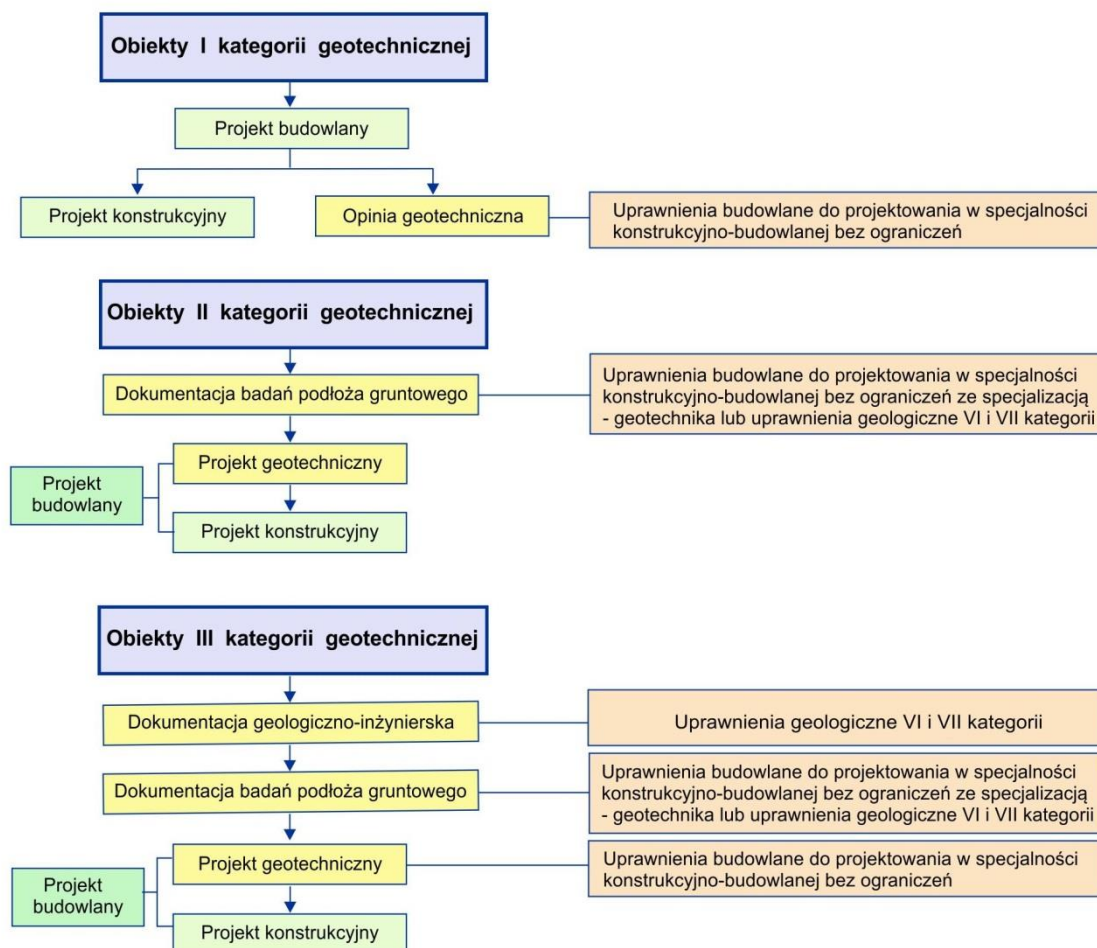 Obiekty I kategorii geotechnicznej
Projekt budowlany
Projekt konstrukcyjny
Opinia geotechniczna
Uprawnienia budowlane do projektowania w specjalności
konstrukcyjno-budowlanej bez ograniczeń
Obiekty II kategorii geotechnicznej
Dokumentacja badań podłoża gruntowego
Uprawnienia budowlane do projektowania w specjalności
konstrukcyjno-budowlanej bez ograniczeń ze specjalizacją
- geotechnika lub uprawnienia geologiczne VI i VII kategorii
Projekt
budowlany
Projekt geotechniczny
Projekt konstrukcyjny
Obiekty III kategorii geotechnicznej
Dokumentacja geologiczno-inżynierska
Uprawnienia geologiczne VI i VII kategorii
Dokumentacja badań podłoża gruntowego
Uprawnienia budowlane do projektowania w specjalności
konstrukcyjno-budowlanej bez ograniczeń ze specjalizacją
- geotechnika lub uprawnienia geologiczne VI i VII kategorii
Projekt
budowlany
Projekt geotechniczny
Uprawnienia budowlane do projektowania w specjalności
konstrukcyjno-budowlanej bez ograniczeń
Projekt konstrukcyjny